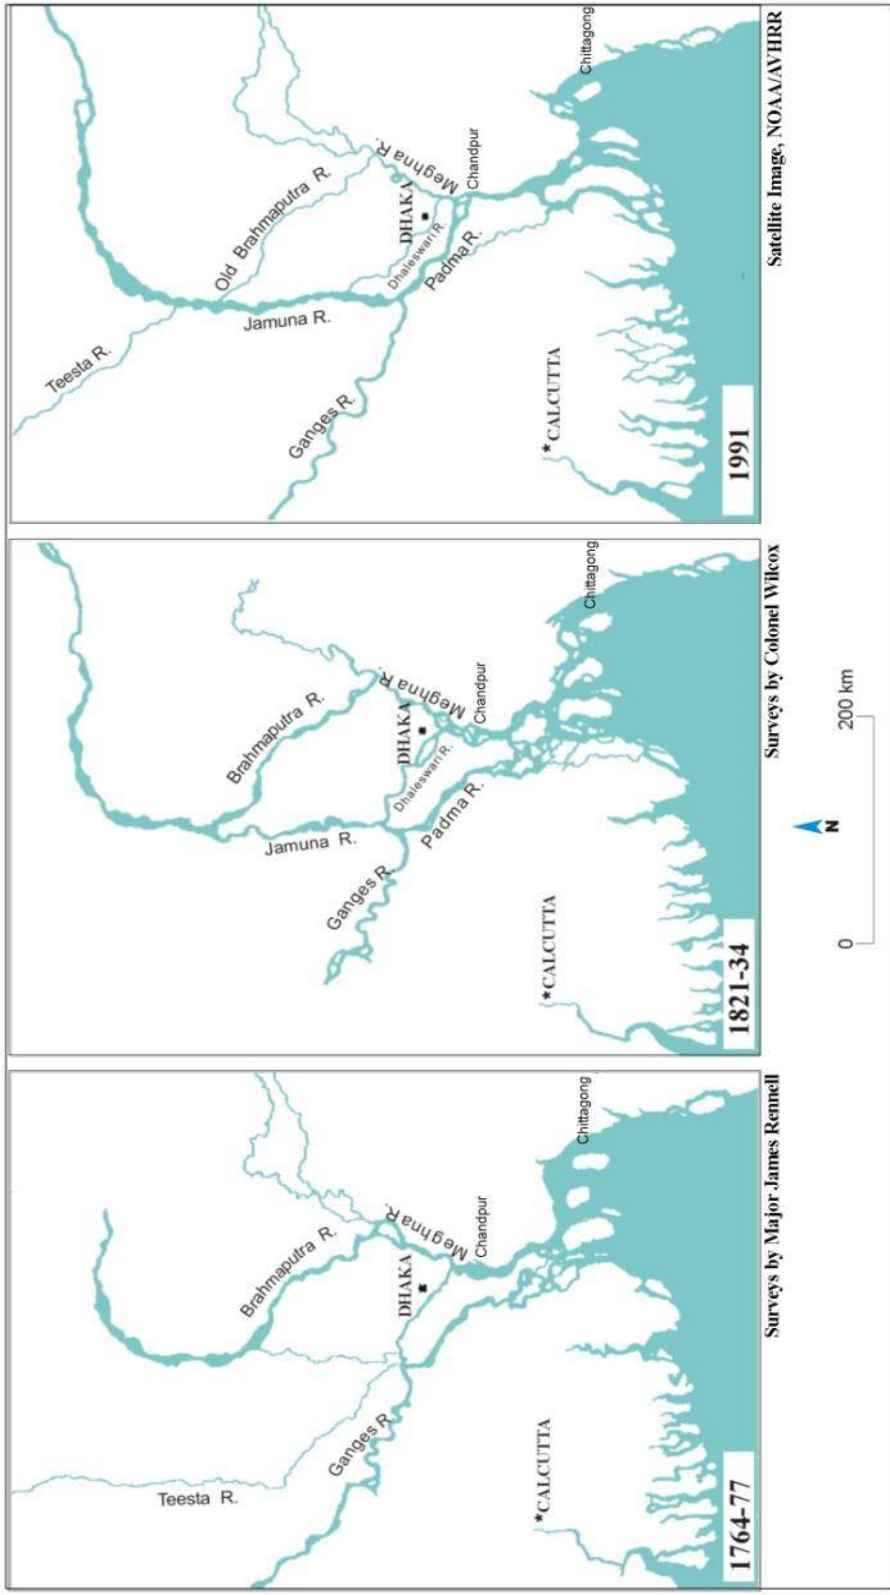 Teesta R.
Brahmaputra R.
Ganges R.
DHAKA
Meghna R.
Chandpur
*CALCUTTA
Chittagong
1764-77
Surveys by Major James Rennell
Brahmaputra R.
Jamuna R.
Ganges R.
DHAKA
Meghna R.
Dhaleswari R.
Padma R.
Chandpur
*CALCUTTA
Chittagong
1821-34
Surveys by Colonel Wilcox
Teesta R.
Old Brahmaputra R.
Jamuna R.
Ganges R.
DHAKA
Meghna R.
Dhaleswari R.
Padma R.
Chandpur
*CALCUTTA
Chittagong
1991
Satellite Image, NOAA/AVHRR
N
0 200 km